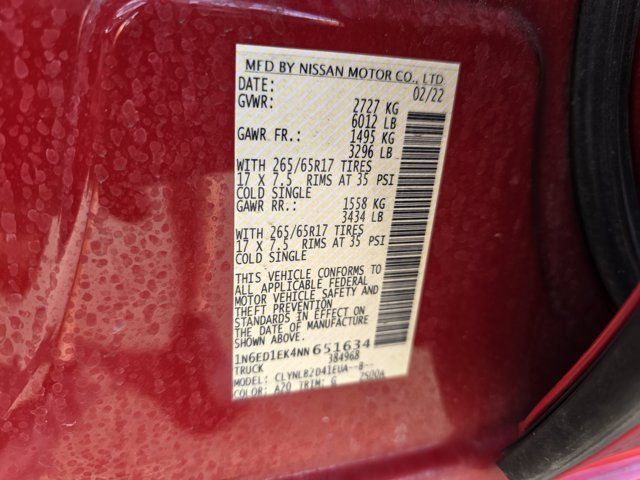 MFD BY NISSAN MOTOR CO., LTD
DATE: 02/22
GVWR: 2727 KG
6012 LB
GAWR FR.: 1495 KG
3296 LB
WITH 265/65R17 TIRES
17 X 7.5 RIMS AT 35 PSI
COLD SINGLE
GAWR RR.: 1558 KG
3434 LB
WITH 265/65R17 TIRES
17 X 7.5 RIMS AT 35 PSI
COLD SINGLE
THIS VEHICLE CONFORMS TO
ALL APPLICABLE FEDERAL
MOTOR VEHICLE SAFETY AND
THEFT PREVENTION
STANDARDS IN EFFECT ON
THE DATE OF MANUFACTURE
SHOWN ABOVE.
1N6ED1EK4NN651634
TRUCK 384968
MODEL: CLYNLB2D41EUA--B--
COLOR: A20 TRIM: G 7500A